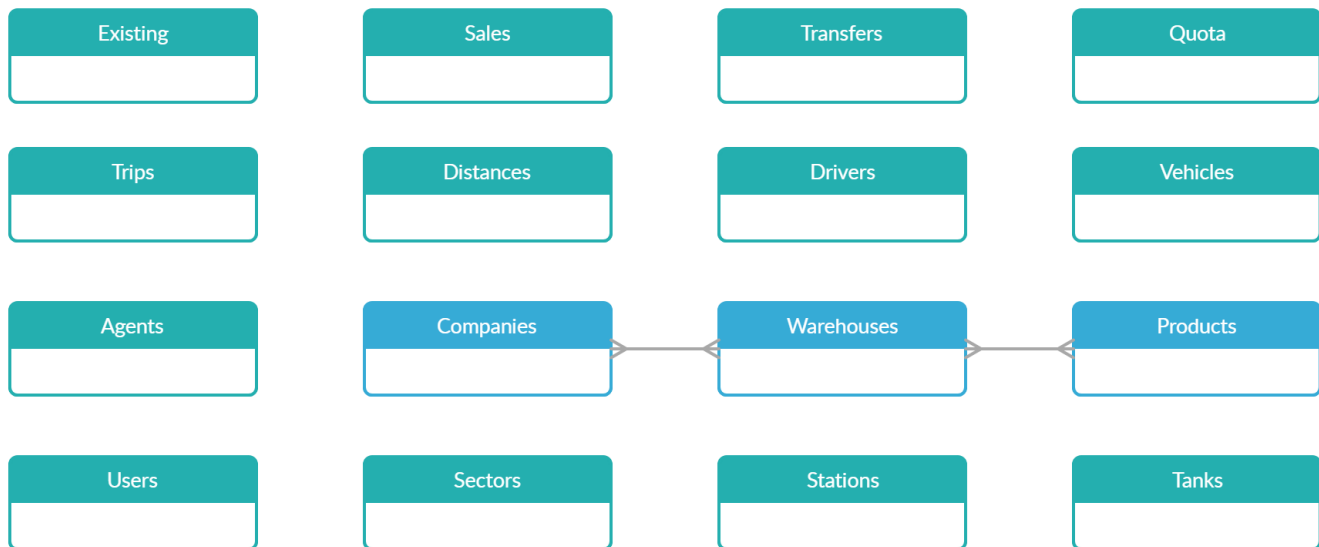 Existing
Sales
Transfers
Quota
Trips
Distances
Drivers
Vehicles
Agents
Companies
Warehouses
Products
Users
Sectors
Stations
Tanks